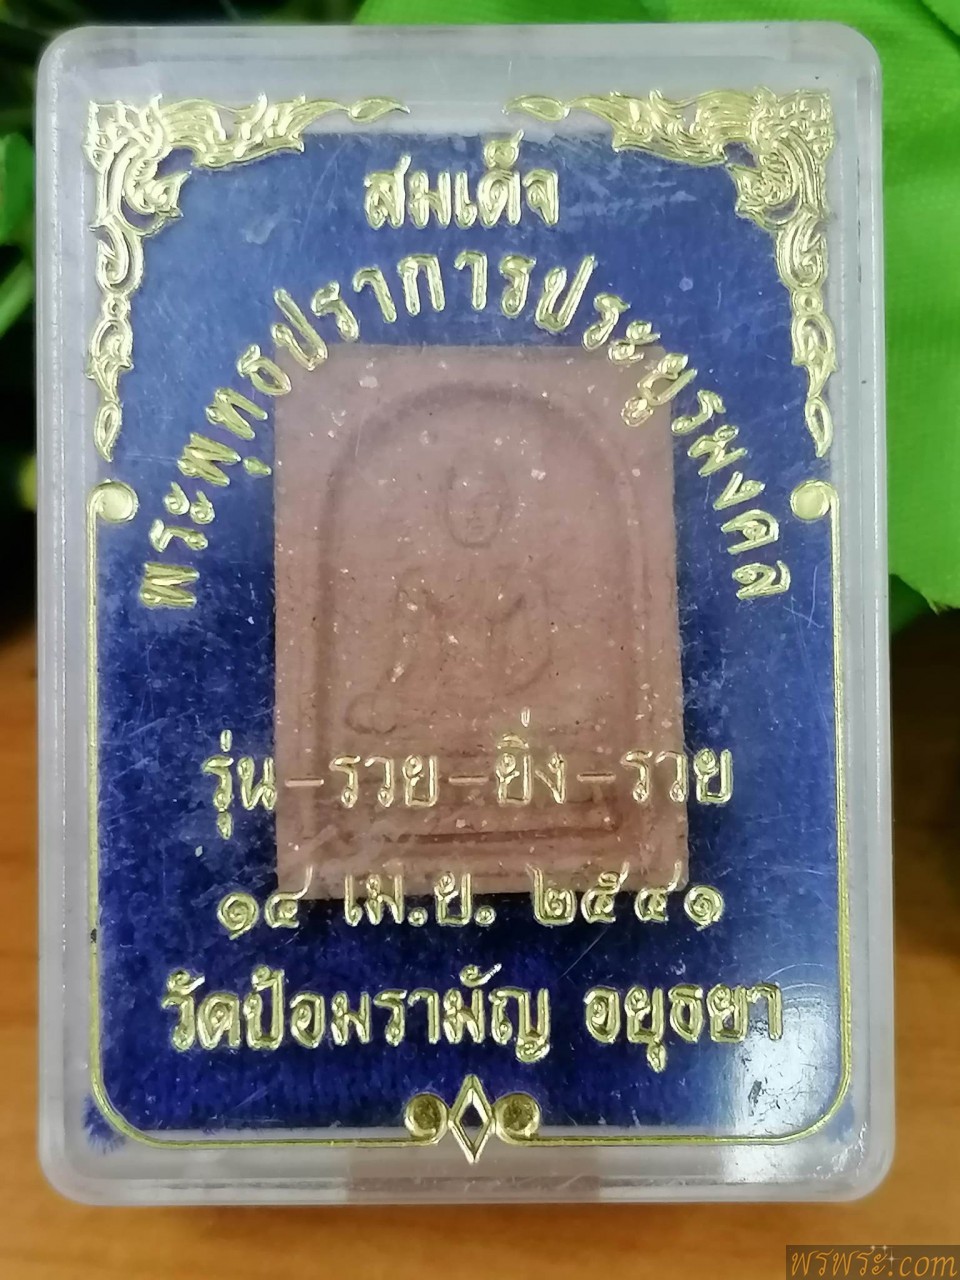 สมเด็จ
พระพุทธปราการประยูรมงคล
รุ่น-รวย-ยิ่ง-รวย
๑๔ เม.ย. ๒๕๔๑
วัดป้อมรามัญ อยุธยา
พรพระ.com